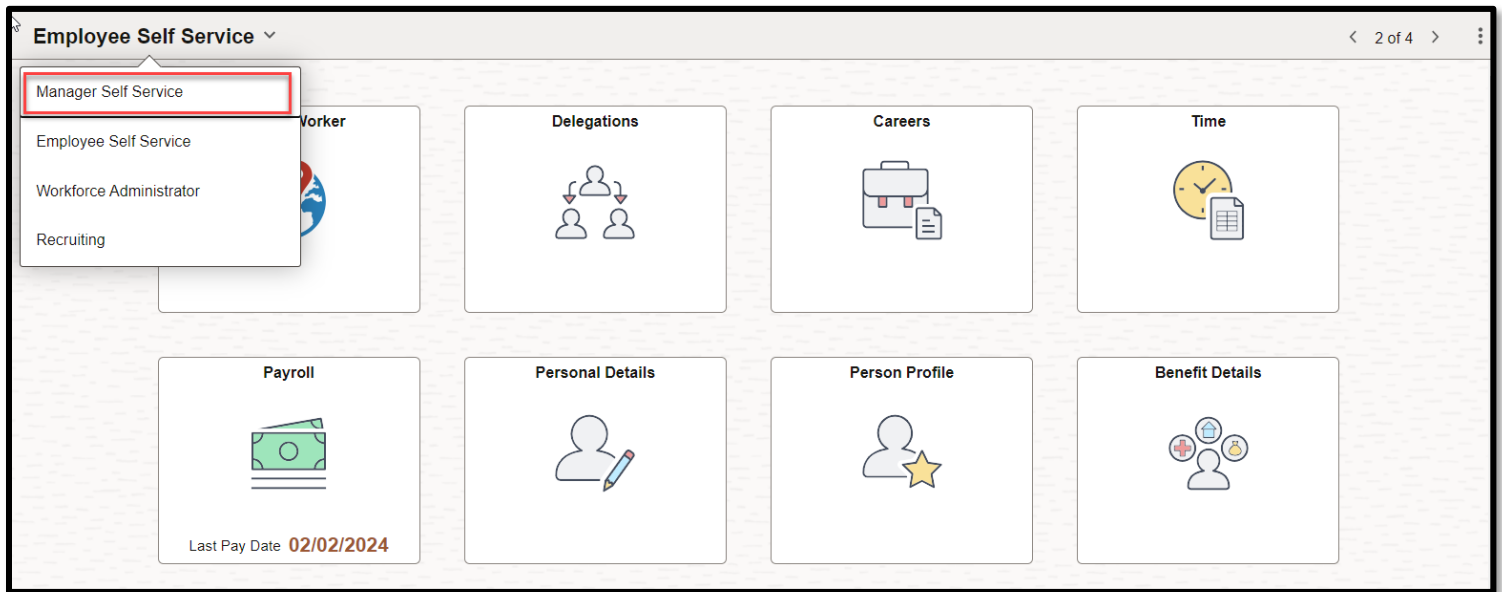 Employee Self Service
2 of 4
Manager Self Service
Employee Self Service
Workforce Administrator
Recruiting
Worker
Delegations
Careers
Time
Payroll
Personal Details
Person Profile
Benefit Details
Last Pay Date 02/02/2024